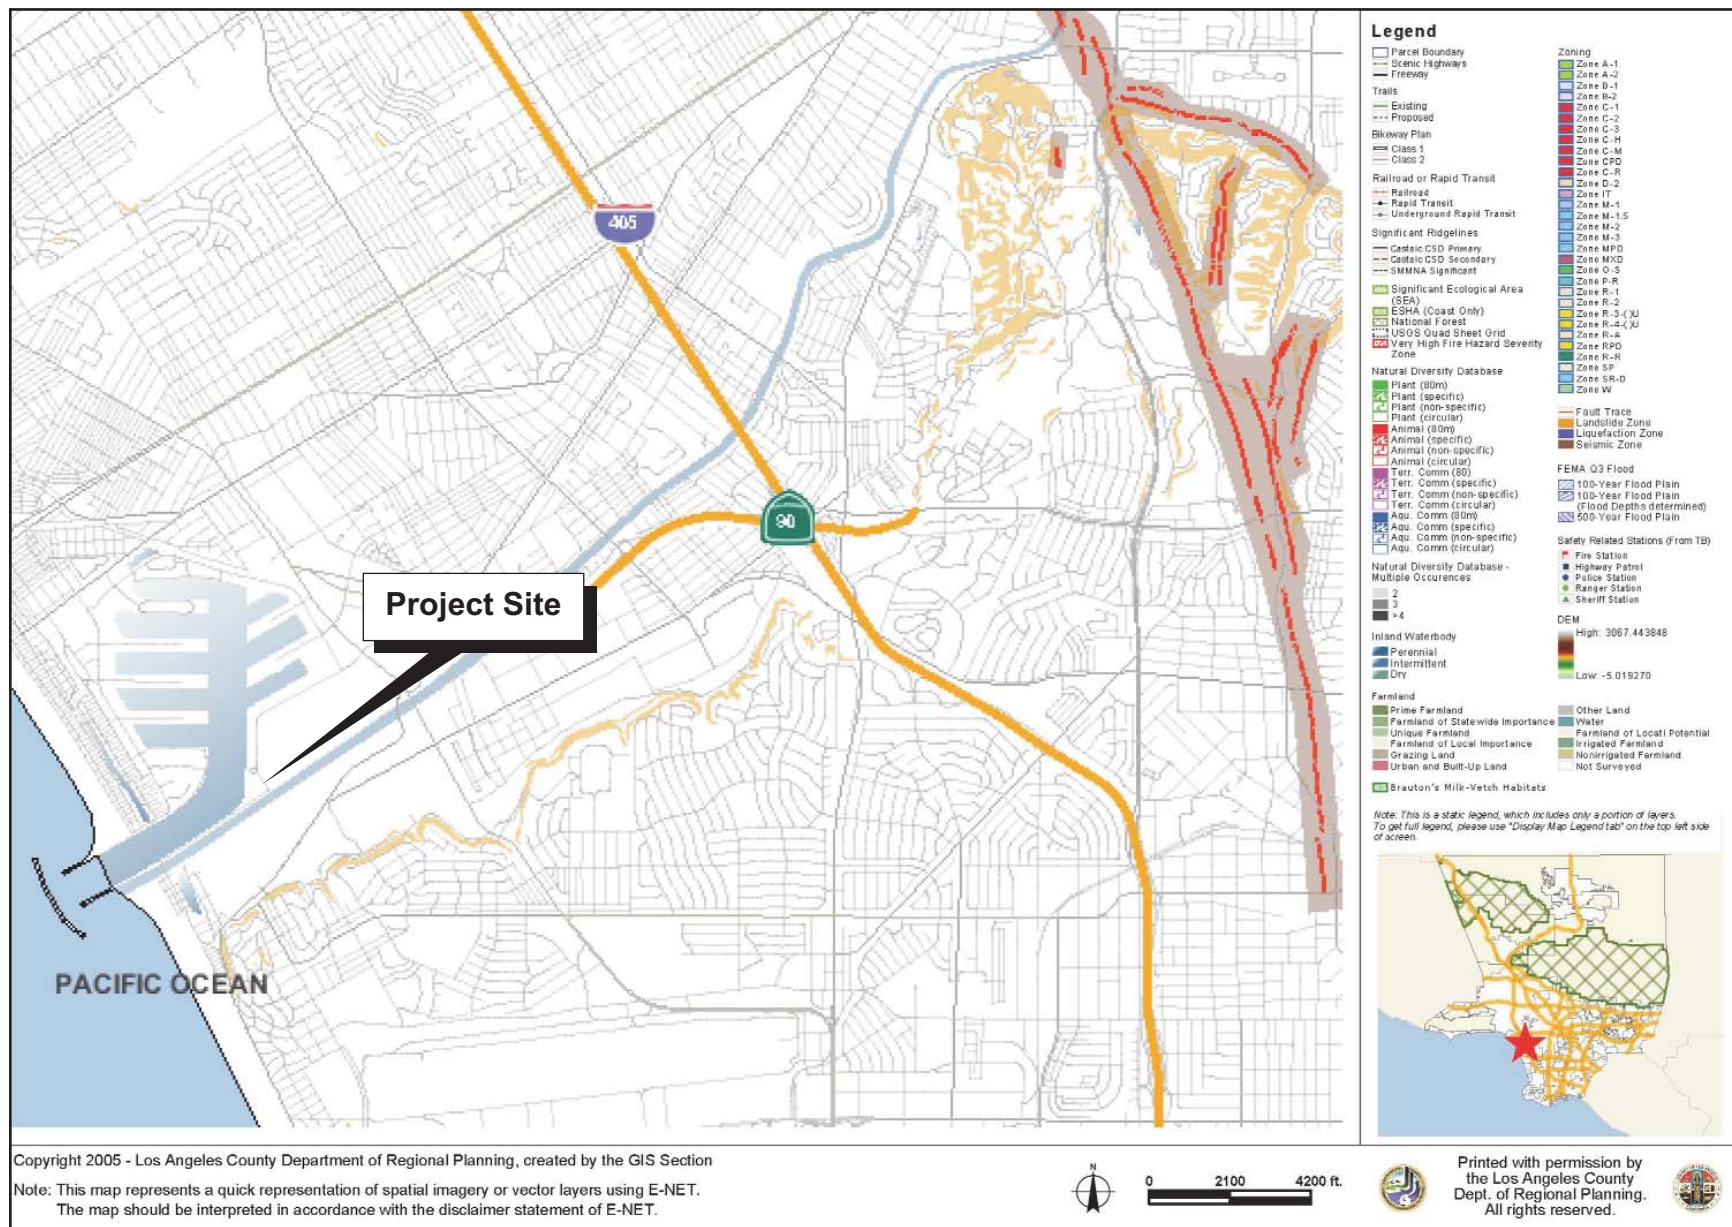 405
90
Project Site
PACIFIC OCEAN
Legend
Parcel Boundary
Scenic Highways
Freeway
Trails
Existing
Proposed
Bikeway Plan
Class 1
Class 2
Railroad or Rapid Transit
Railroad
Rapid Transit
Underground Rapid Transit
Significant Ridgelines
Castaic CSD Primary
Castaic CSD Secondary
SMMNA Significant
Significant Ecological Area
(SEA)
ESHA (Coast Only)
National Forest
USGS Quad Sheet Grid
Very High Fire Hazard Severity
Zone
Natural Diversity Database
Plant (80m)
Plant (specific)
Plant (non-specific)
Plant (circular)
Animal (80m)
Animal (specific)
Animal (non-specific)
Animal (circular)
Terr. Comm (80)
Terr. Comm (specific)
Terr. Comm (non-specific)
Terr. Comm (circular)
Aqu. Comm (80m)
Aqu. Comm (specific)
Aqu. Comm (non-specific)
Aqu. Comm (circular)
Natural Diversity Database -
Multiple Occurences
2
3
>4
Inland Waterbody
Perennial
Intermittent
Dry
Farmland
Prime Farmland
Farmland of Statewide Importance
Unique Farmland
Farmland of Local Importance
Grazing Land
Urban and Built-Up Land
Brauton's Milk-Vetch Habitats
Zoning
Zone A-1
Zone A-2
Zone B-1
Zone B-2
Zone C-1
Zone C-2
Zone C-3
Zone C-H
Zone C-M
Zone CPD
Zone C-R
Zone D-2
Zone IT
Zone M-1
Zone M-1.5
Zone M-2
Zone M-3
Zone MPD
Zone MXD
Zone O-S
Zone P-R
Zone R-1
Zone R-2
Zone R-3-( )U
Zone R-4-( )U
Zone R-A
Zone RPD
Zone R-R
Zone SP
Zone SR-D
Zone W
Fault Trace
Landslide Zone
Liquefaction Zone
Seismic Zone
FEMA Q3 Flood
100-Year Flood Plain
100-Year Flood Plain
(Flood Depths determined)
500-Year Flood Plain
Safety Related Stations (From TB)
Fire Station
Highway Patrol
Police Station
Ranger Station
Sheriff Station
DEM
High: 3067.443848
Low: -5.019270
Other Land
Water
Farmland of Locatl Potential
Irrigated Farmland
Nonirrigated Farmland
Not Surveyed
Note: This is a static legend, which includes only a portion of layers.
To get full legend, please use "Display Map Legend tab" on the top left side
of screen.
Copyright 2005 - Los Angeles County Department of Regional Planning, created by the GIS Section
Note: This map represents a quick representation of spatial imagery or vector layers using E-NET.
The map should be interpreted in accordance with the disclaimer statement of E-NET.
N
0 2100 4200 ft.
Printed with permission by
the Los Angeles County
Dept. of Regional Planning.
All rights reserved.